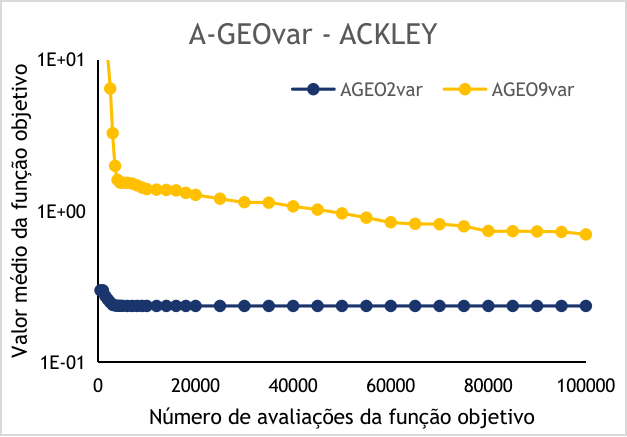 A-GEOvar - ACKLEY
1E+01
AGEO2var
AGEO9var
1E+00
1E-01
0
20000
40000
60000
80000
100000
Valor médio da função objetivo
Número de avaliações da função objetivo